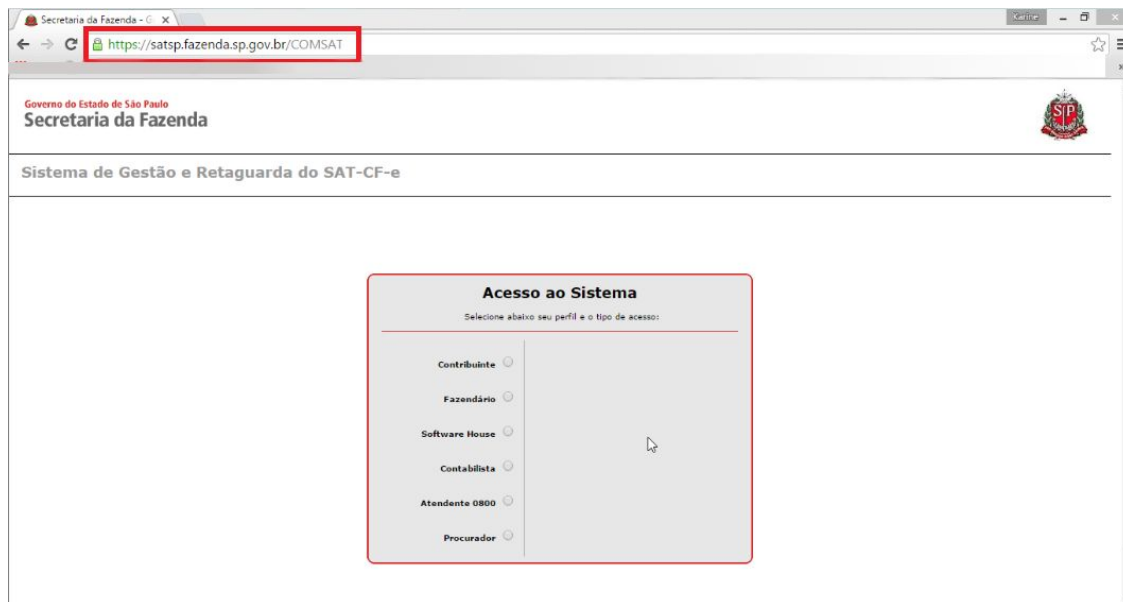 Secretaria da Fazenda - G
Karine
https://satsp.fazenda.sp.gov.br/COMSAT
Governo do Estado de São Paulo
Secretaria da Fazenda
SP
Sistema de Gestão e Retaguarda do SAT-CF-e
Acesso ao Sistema
Selecione abaixo seu perfil e o tipo de acesso:
Contribuinte
Fazendário
Software House
Contabilista
Atendente 0800
Procurador